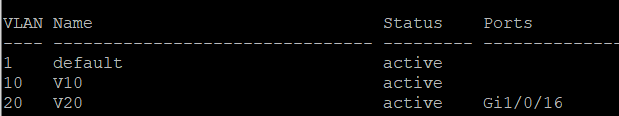 VLAN Name                             Status    Ports
---- -------------------------------- --------- --------------
1    default                          active
10   V10                              active
20   V20                              active    Gi1/0/16